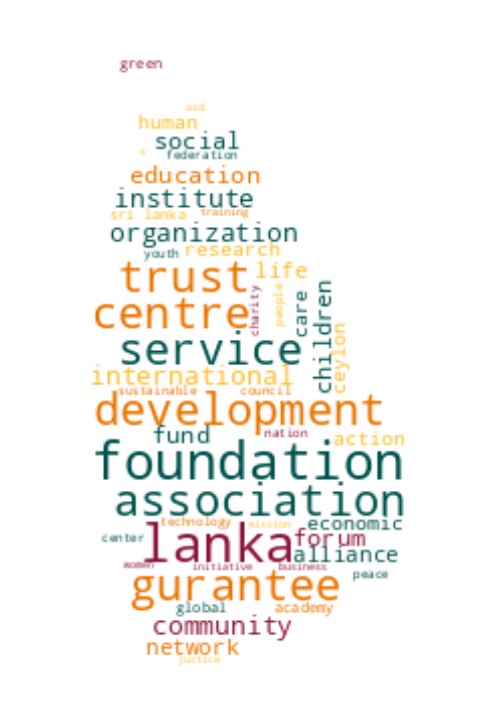 green
aid
human
social
s
federation
education
institute
sri lanka training
organization
youth research
trust life
centre charity people care children
service ceylon
international
sustainable council
development
fund nation action
foundation
association
technology mission economic
center lanka forum
alliance
women initiative business
gurantee peace
global academy
community
network
justice